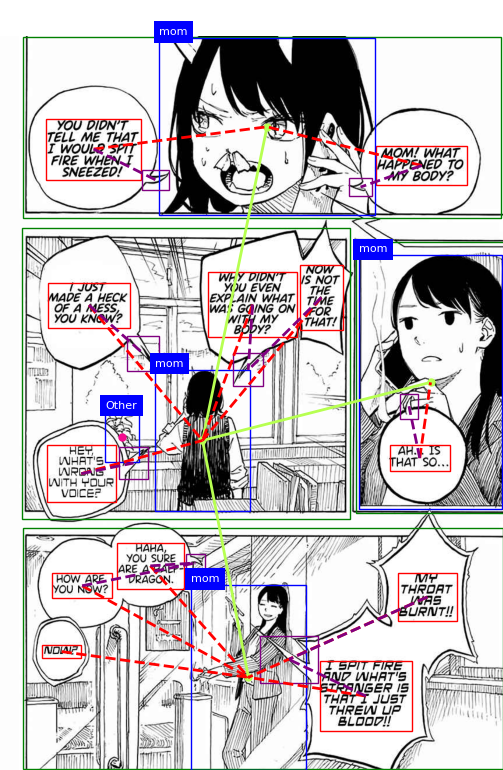 mom
MOM! WHAT
HAPPENED TO
MY BODY?
YOU DIDN'T
TELL ME THAT
I WOULD SPIT
FIRE WHEN I
SNEEZED!
mom
AH.. IS
THAT SO...
NOW
IS NOT
THE
TIME
FOR
THAT!
WHY DIDN'T
YOU EVEN
EXPLAIN WHAT
WAS GOING ON
WITH MY
BODY?
I JUST
MADE A HECK
OF A MESS,
YOU KNOW?
mom
Other
HEY,
WHAT'S
WRONG
WITH YOUR
VOICE?
MY
THROAT
WAS
BURNT!!
I SPIT FIRE
AND WHAT'S
STRANGER IS
THAT I JUST
THREW UP
BLOOD!!
mom
HAHA,
YOU SURE
ARE A
DRAGON.
HOW ARE
YOU NOW?
NOW?